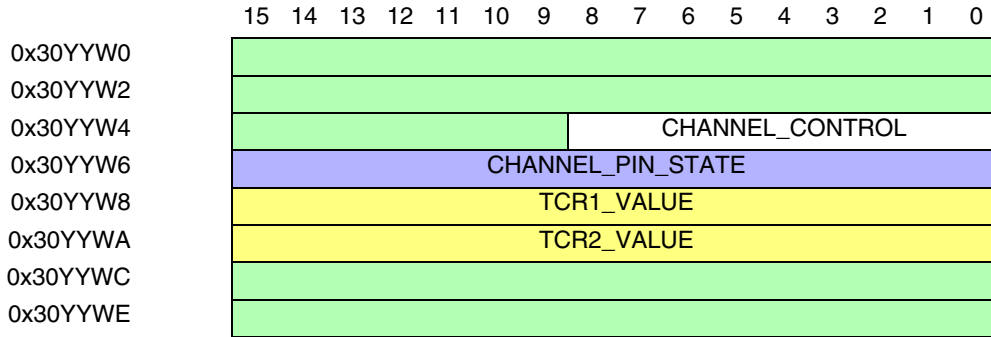 15 14 13 12 11 10 9 8 7 6 5 4 3 2 1 0
0x30YYW0
0x30YYW2
0x30YYW4 CHANNEL_CONTROL
0x30YYW6 CHANNEL_PIN_STATE
0x30YYW8 TCR1_VALUE
0x30YYWA TCR2_VALUE
0x30YYWC
0x30YYWE